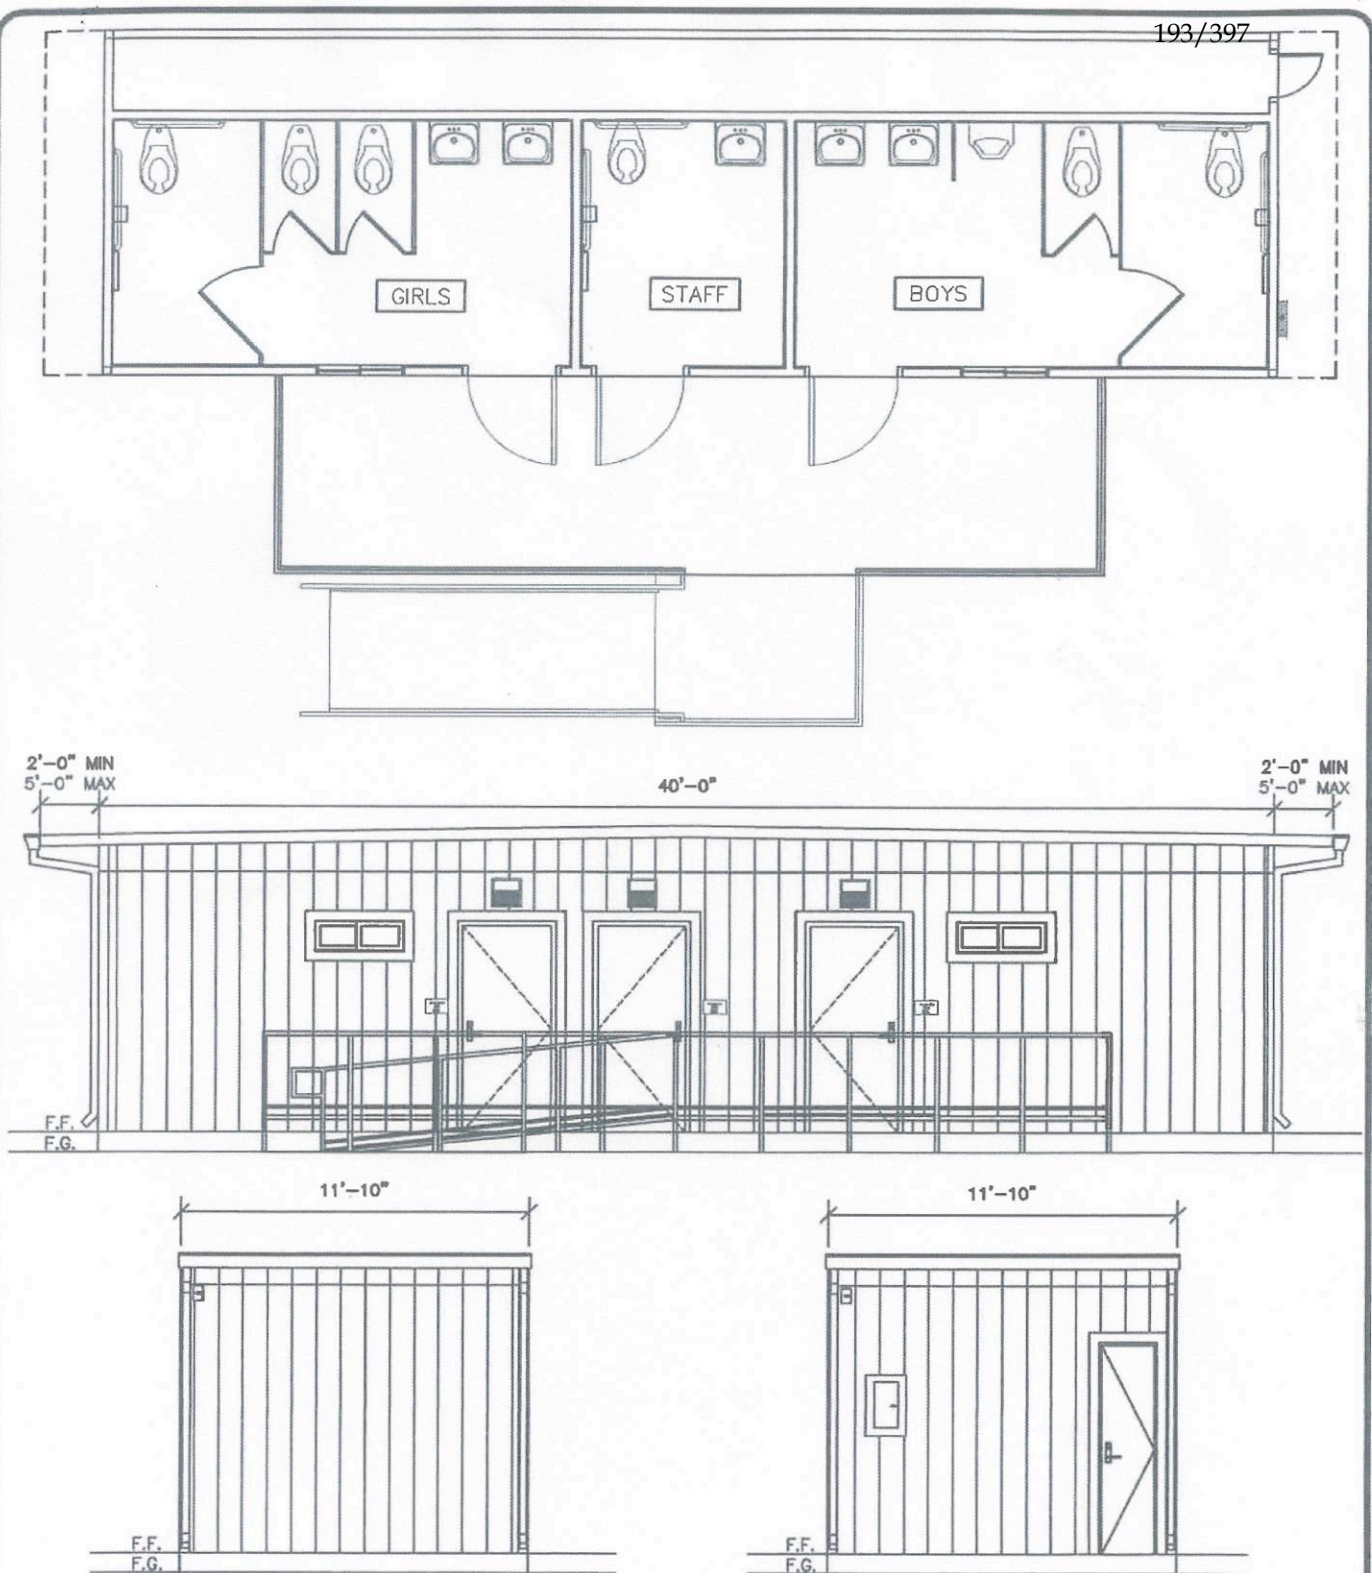 193/397
GIRLS
STAFF
BOYS
2'-0" MIN
5'-0" MAX
40'-0"
2'-0" MIN
5'-0" MAX
F.F.
F.G.
11'-10"
11'-10"
F.F.
F.G.
F.F.
F.G.